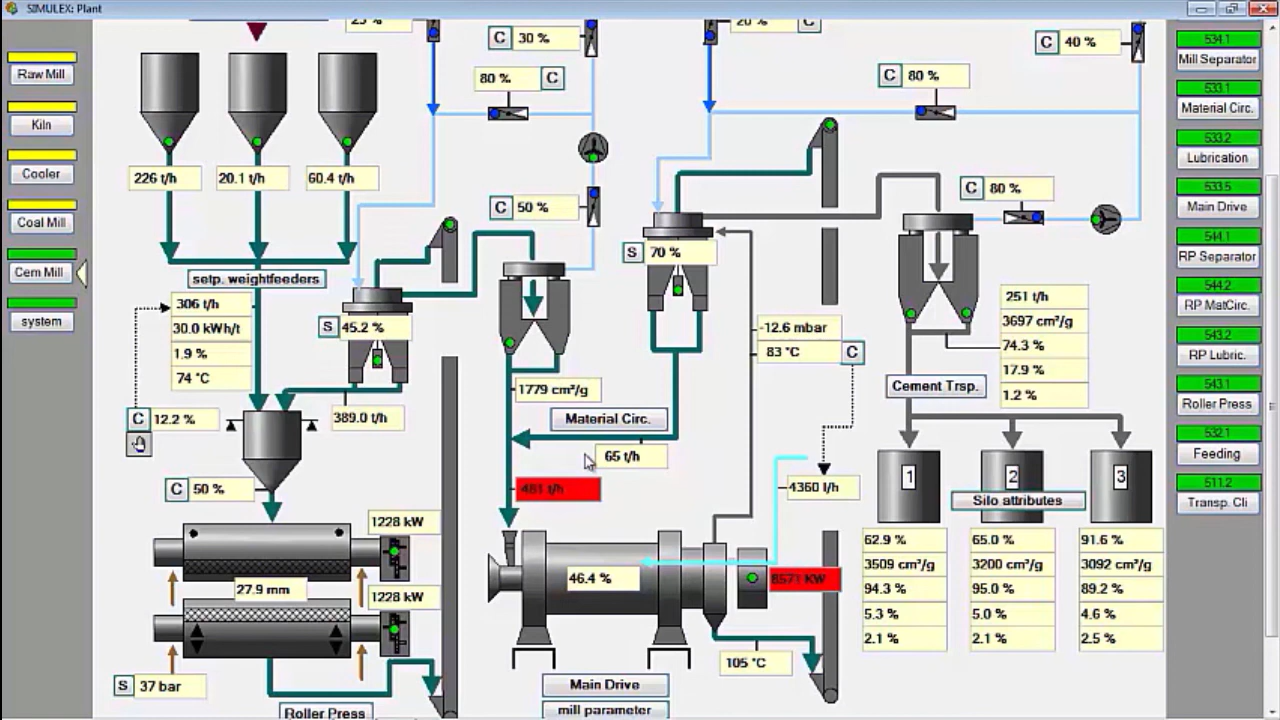 SIMULEX: Plant
Raw Mill
Kiln
Cooler
Coal Mill
Cem Mill
system
C 30 %
80 % C
C 50 %
20 % C
C 40 %
C 80 %
C 80 %
226 t/h
20.1 t/h
60.4 t/h
setp. weightfeeders
306 t/h
30.0 kWh/t
1.9 %
74 °C
C 12.2 %
S 45.2 %
389.0 t/h
C 50 %
1228 kW
27.9 mm
1228 kW
S 37 bar
Roller Press
S 70 %
1779 cm²/g
Material Circ.
65 t/h
481 t/h
-12.6 mbar
83 °C C
4360 l/h
46.4 %
8571 KW
105 °C
Main Drive
mill parameter
251 t/h
3697 cm²/g
74.3 %
17.9 %
1.2 %
Cement Trsp.
1
2
3
Silo attributes
62.9 %
3509 cm²/g
94.3 %
5.3 %
2.1 %
65.0 %
3200 cm²/g
95.0 %
5.0 %
2.1 %
91.6 %
3092 cm²/g
89.2 %
4.6 %
2.5 %
534.1
Mill Separator
533.1
Material Circ.
533.2
Lubrication
533.5
Main Drive
544.1
RP Separator
544.2
RP MatCirc.
543.2
RP Lubric.
543.1
Roller Press
532.1
Feeding
511.2
Transp. Cli